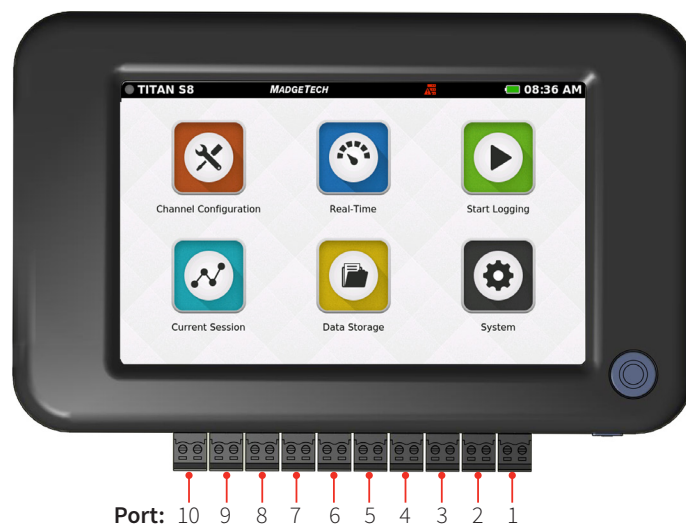 TITAN S8 MADGETECH 08:36 AM
Channel Configuration Real-Time Start Logging
Current Session Data Storage System
Port: 10 9 8 7 6 5 4 3 2 1